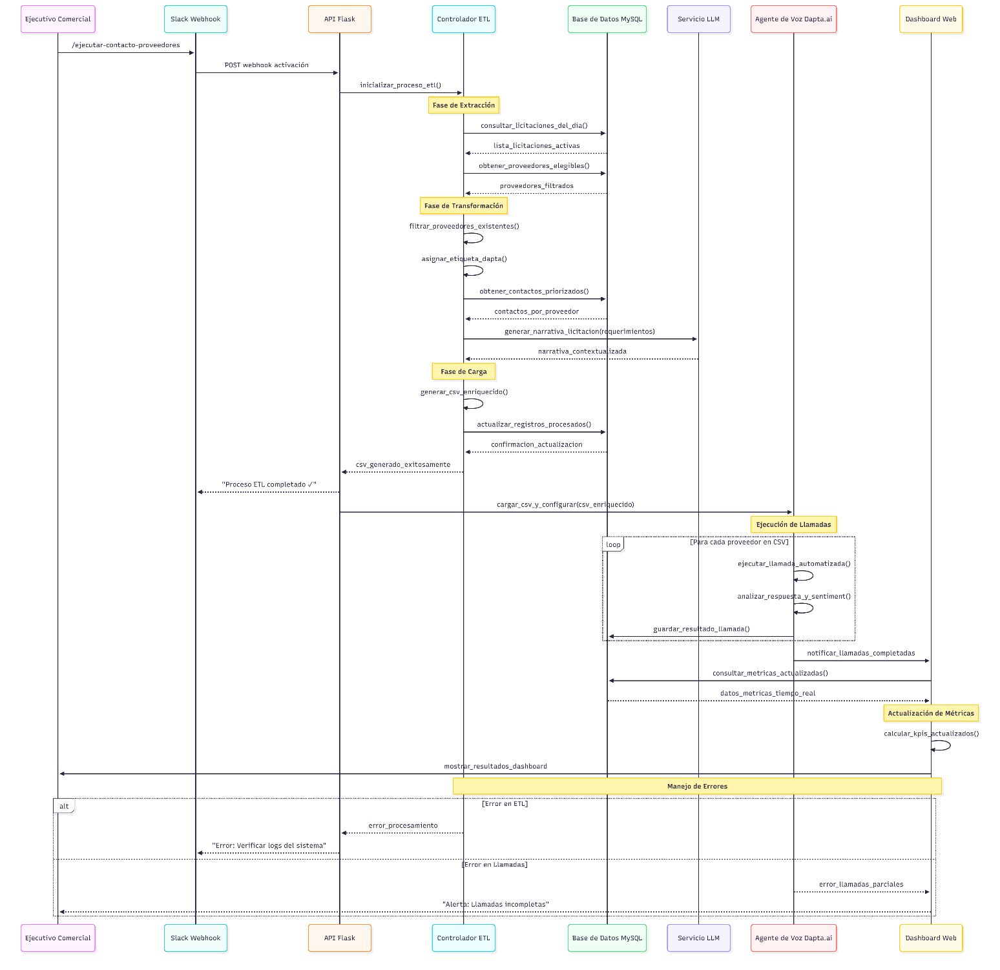 Ejecutivo Comercial
Slack Webhook
API Flask
Controlador ETL
Base de Datos MySQL
Servicio LLM
Agente de Voz Dapta.ai
Dashboard Web
/ejecutar-contacto-proveedores
POST webhook activación
inicializar_proceso_etl()
Fase de Extracción
consultar_licitaciones_del_dia()
lista_licitaciones_activas
obtener_proveedores_elegibles()
proveedores_filtrados
Fase de Transformación
filtrar_proveedores_existentes()
asignar_etiqueta_dapta()
obtener_contactos_priorizados()
contactos_por_proveedor
generar_narrativa_licitacion(requerimientos)
narrativa_contextualizada
Fase de Carga
generar_csv_enriquecido()
actualizar_registros_procesados()
confirmacion_actualizacion
csv_generado_exitosamente
"Proceso ETL completado ✓"
cargar_csv_y_configurar(csv_enriquecido)
Ejecución de Llamadas
loop
[Para cada proveedor en CSV]
ejecutar_llamada_automatizada()
analizar_respuesta_y_sentiment()
guardar_resultado_llamada()
notificar_llamadas_completadas
consultar_metricas_actualizadas()
datos_metricas_tiempo_real
Actualización de Métricas
calcular_kpis_actualizados()
mostrar_resultados_dashboard
Manejo de Errores
alt
[Error en ETL]
error_procesamiento
"Error: Verificar logs del sistema"
[Error en Llamadas]
error_llamadas_parciales
"Alerta: Llamadas incompletas"
Ejecutivo Comercial
Slack Webhook
API Flask
Controlador ETL
Base de Datos MySQL
Servicio LLM
Agente de Voz Dapta.ai
Dashboard Web